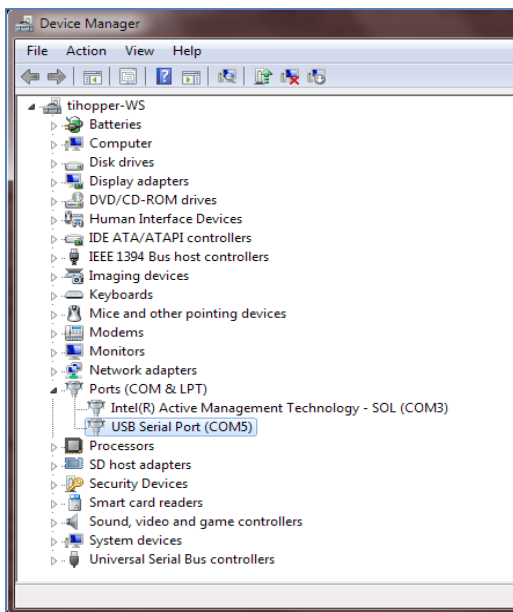 Device Manager
File Action View Help
tihopper-WS
Batteries
Computer
Disk drives
Display adapters
DVD/CD-ROM drives
Human Interface Devices
IDE ATA/ATAPI controllers
IEEE 1394 Bus host controllers
Imaging devices
Keyboards
Mice and other pointing devices
Modems
Monitors
Network adapters
Ports (COM & LPT)
Intel(R) Active Management Technology - SOL (COM3)
USB Serial Port (COM5)
Processors
SD host adapters
Security Devices
Smart card readers
Sound, video and game controllers
System devices
Universal Serial Bus controllers